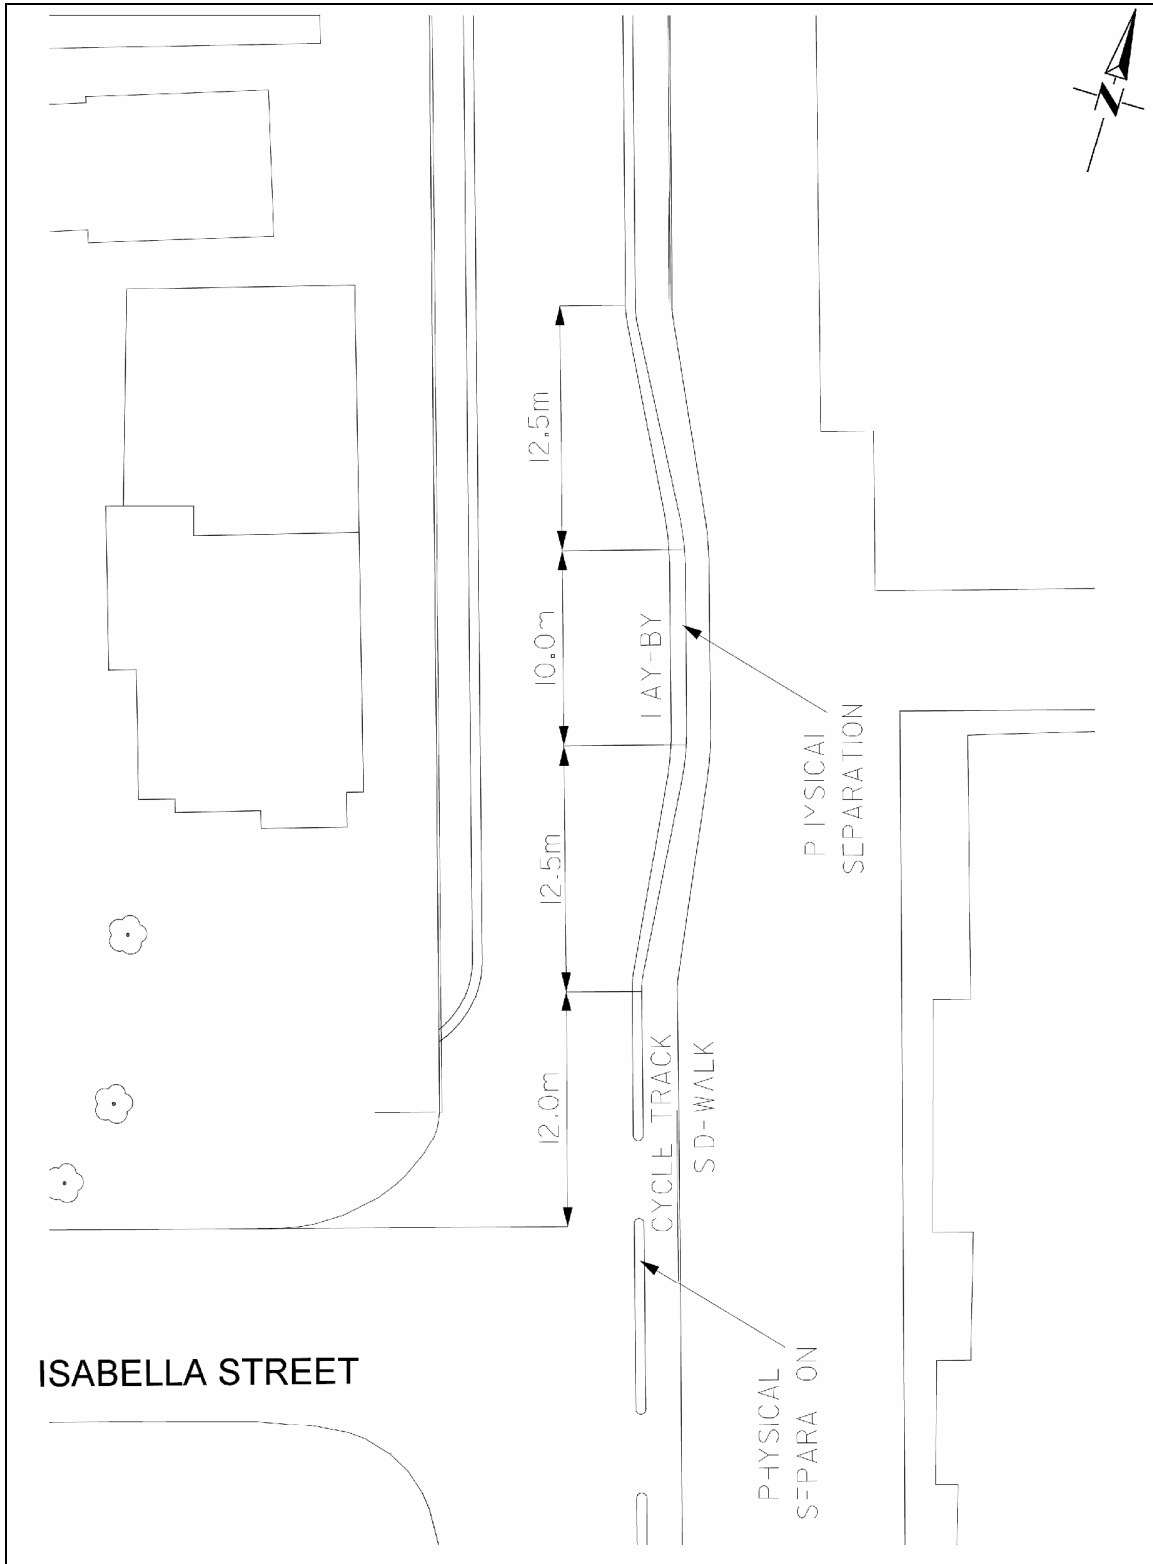 N
12.5m
10.0m
LAY-BY
PHYSICAL
SEPARATION
12.5m
12.0m
CYCLE TRACK
SIDEWALK
ISABELLA STREET
PHYSICAL
SEPARATION